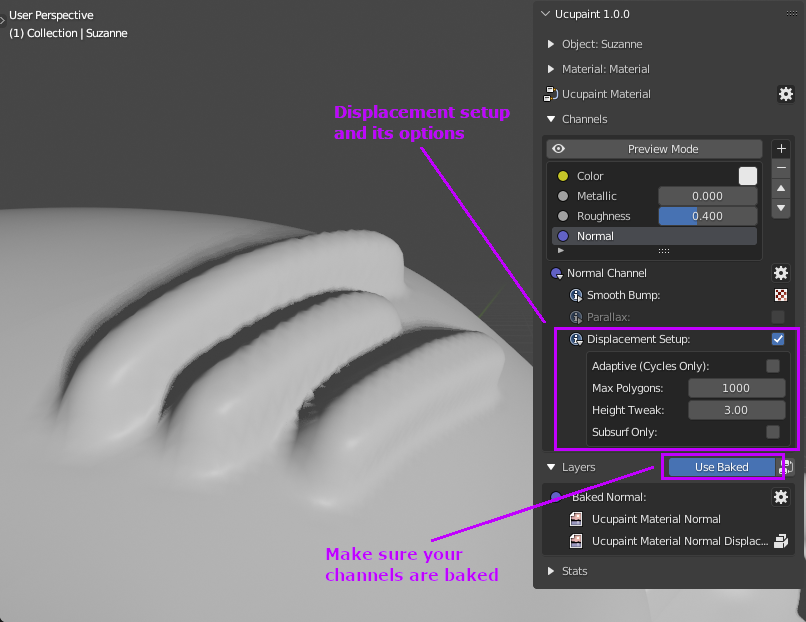 User Perspective
(1) Collection | Suzanne
Displacement setup
and its options
Make sure your
channels are baked
Ucupaint 1.0.0
Object: Suzanne
Material: Material
Ucupaint Material
Channels
Preview Mode
Color
Metallic 0.000
Roughness 0.400
Normal
Normal Channel
Smooth Bump:
Parallax:
Displacement Setup:
Adaptive (Cycles Only):
Max Polygons: 1000
Height Tweak: 3.00
Subsurf Only:
Layers Use Baked
Baked Normal:
Ucupaint Material Normal
Ucupaint Material Normal Displac...
Stats